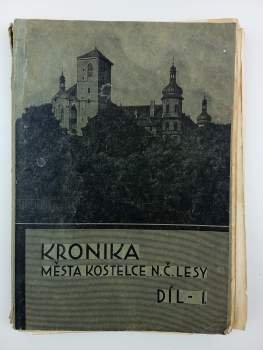 KRONIKA
MĚSTA KOSTELCE N.Č. LESY
DÍL - I.